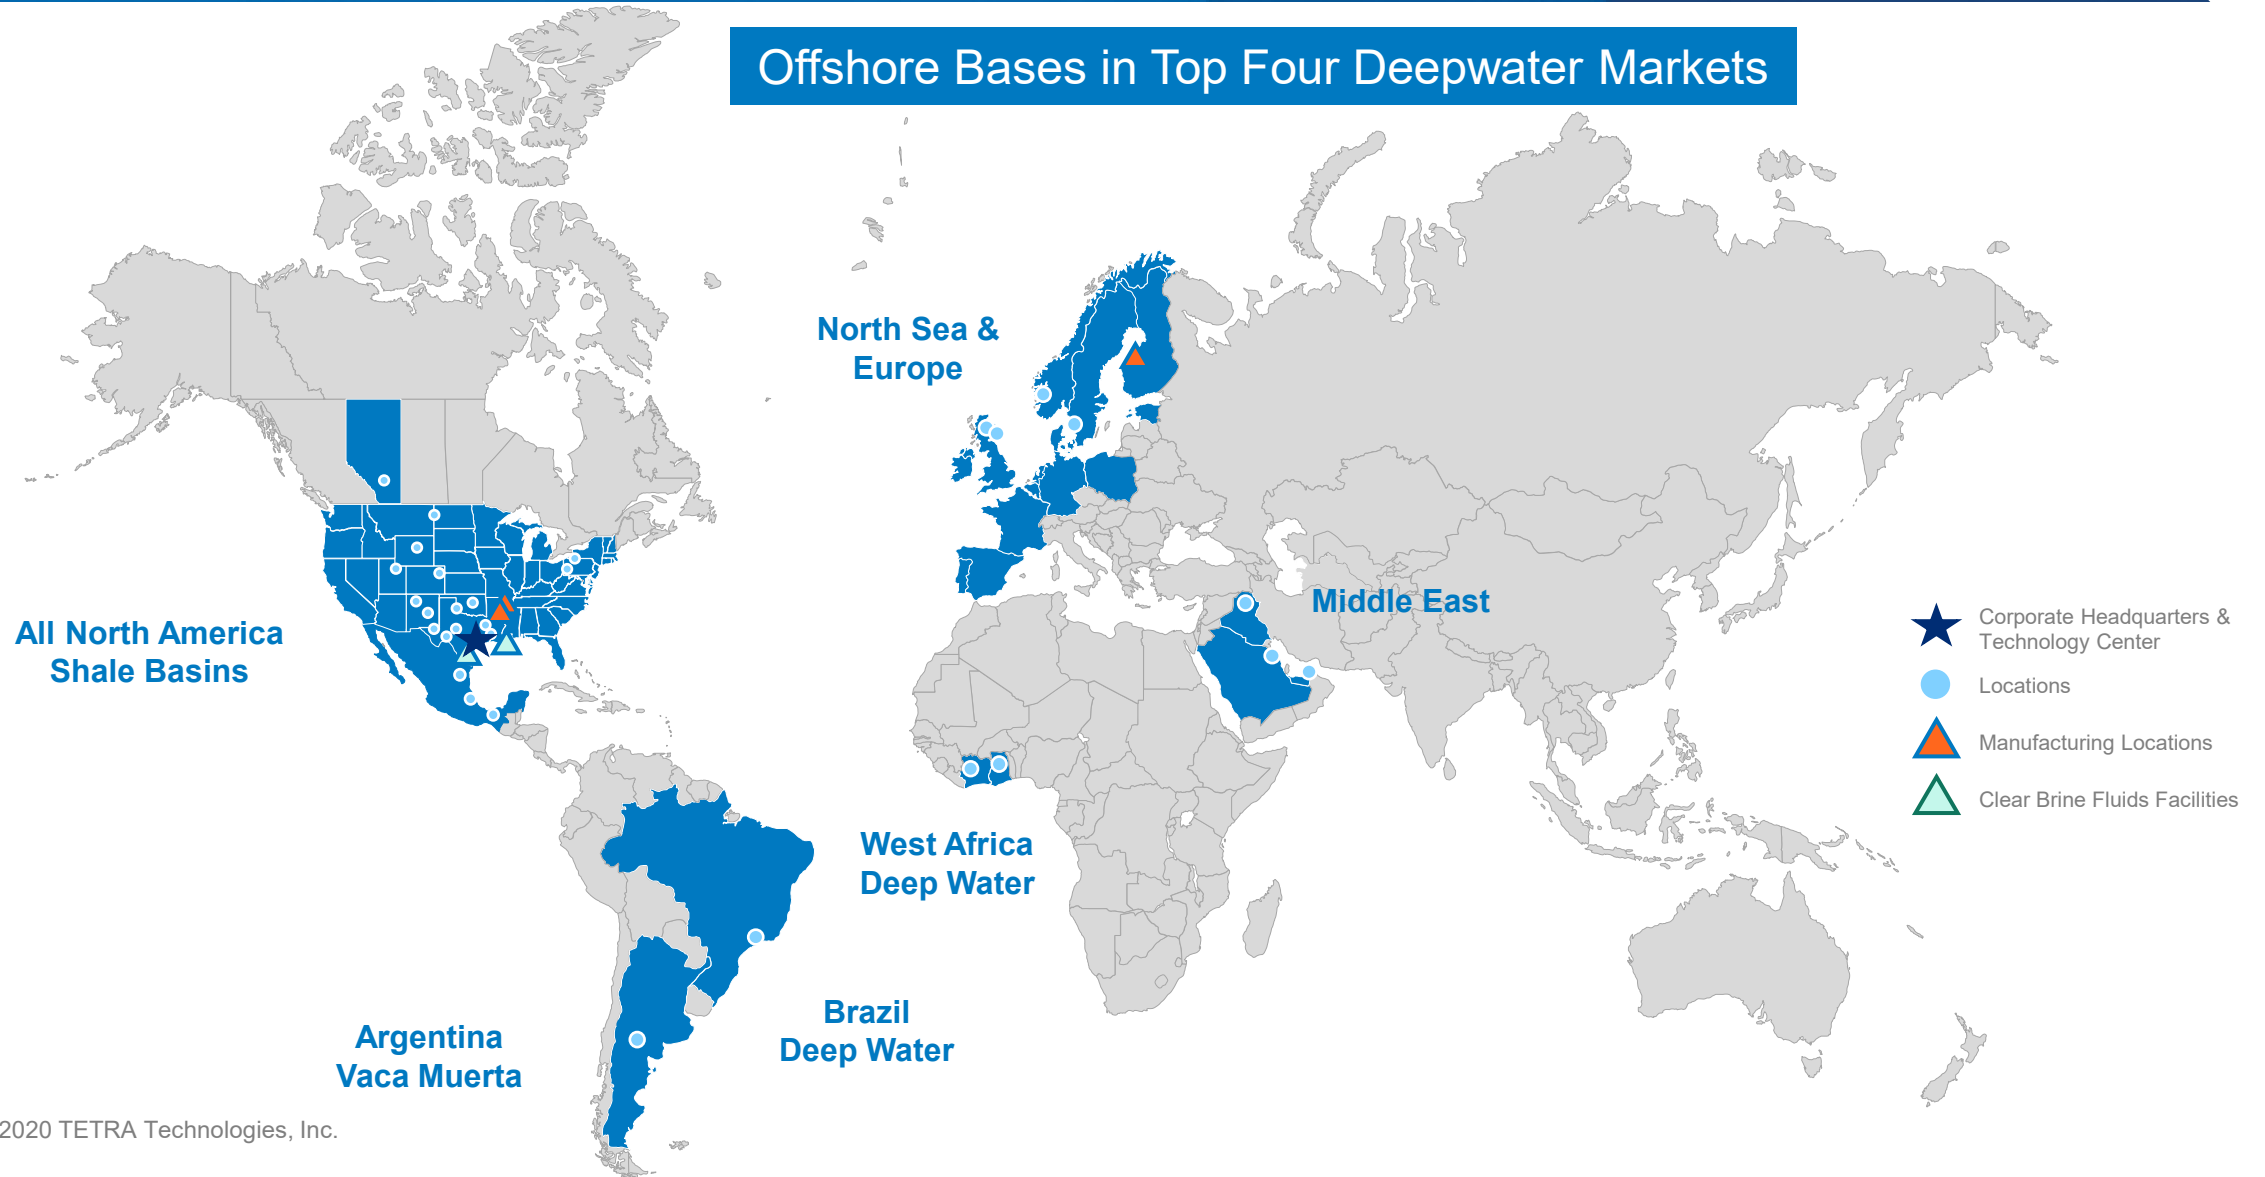 Offshore Bases in Top Four Deepwater Markets
North Sea &
Europe
Middle East
All North America
Shale Basins
West Africa
Deep Water
Brazil
Deep Water
Argentina
Vaca Muerta
Corporate Headquarters &
Technology Center
Locations
Manufacturing Locations
Clear Brine Fluids Facilities
2020 TETRA Technologies, Inc.